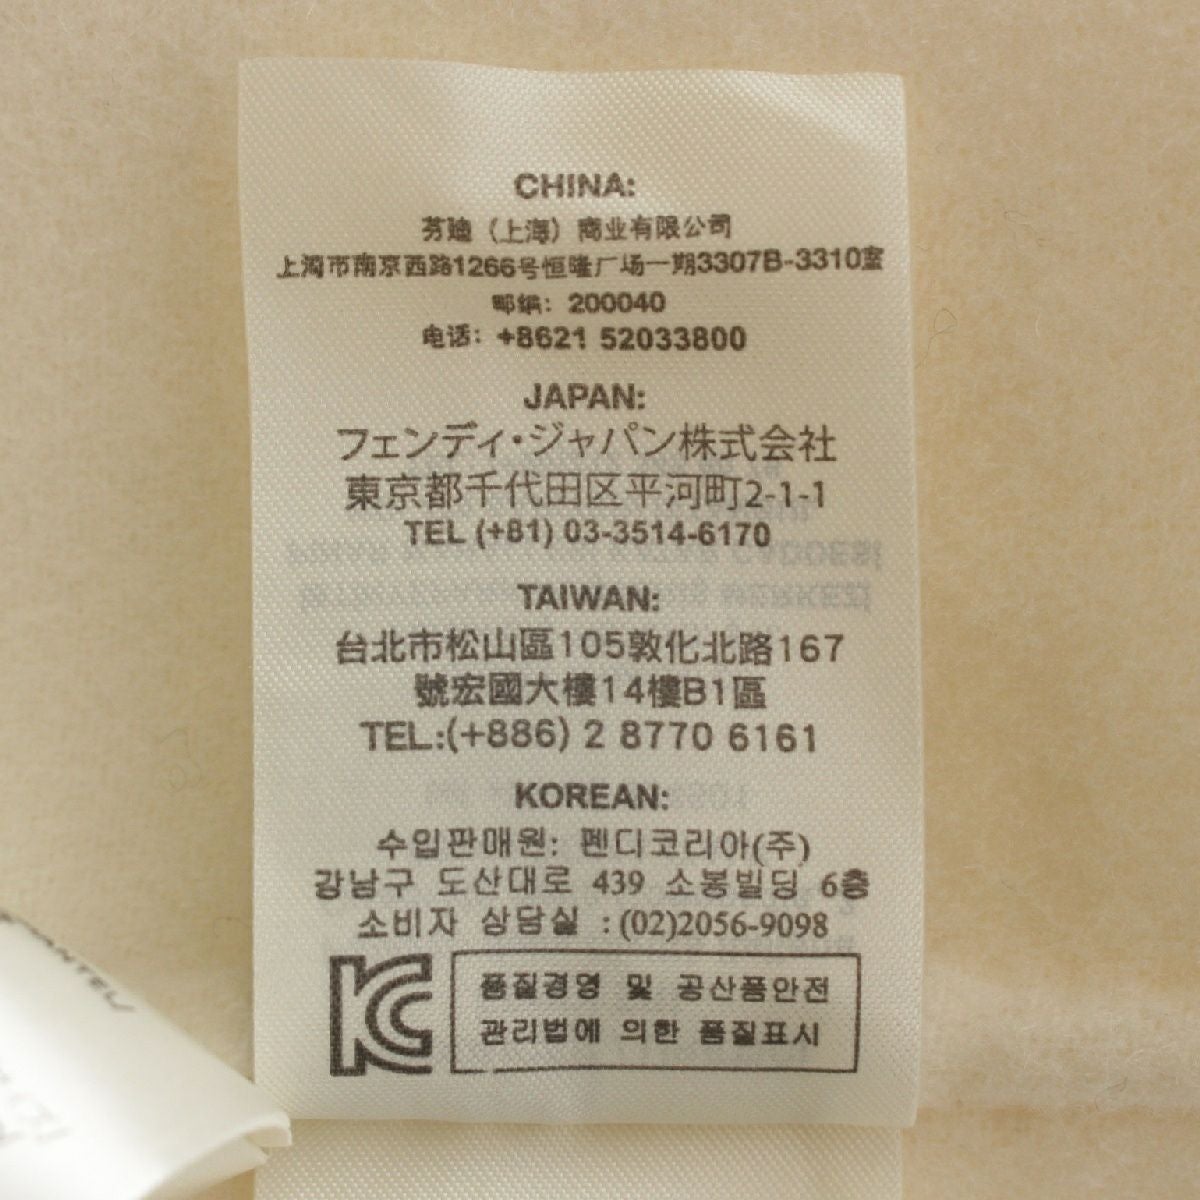 CHINA:
芬迪（上海）商业有限公司
上海市南京西路1266号恒隆广场一期3307B-3310室
邮编：200040
电话：+8621 52033800
JAPAN:
フェンディ・ジャパン株式会社
東京都千代田区平河町2-1-1
TEL (+81) 03-3514-6170
TAIWAN:
台北市松山區105敦化北路167
號宏國大樓14樓B1區
TEL:(+886) 2 8770 6161
KOREAN:
수입판매원: 펜디코리아(주)
강남구 도산대로 439 소봉빌딩 6층
소비자 상담실 :(02)2056-9098
KC
품질경영 및 공산품안전
관리법에 의한 품질표시